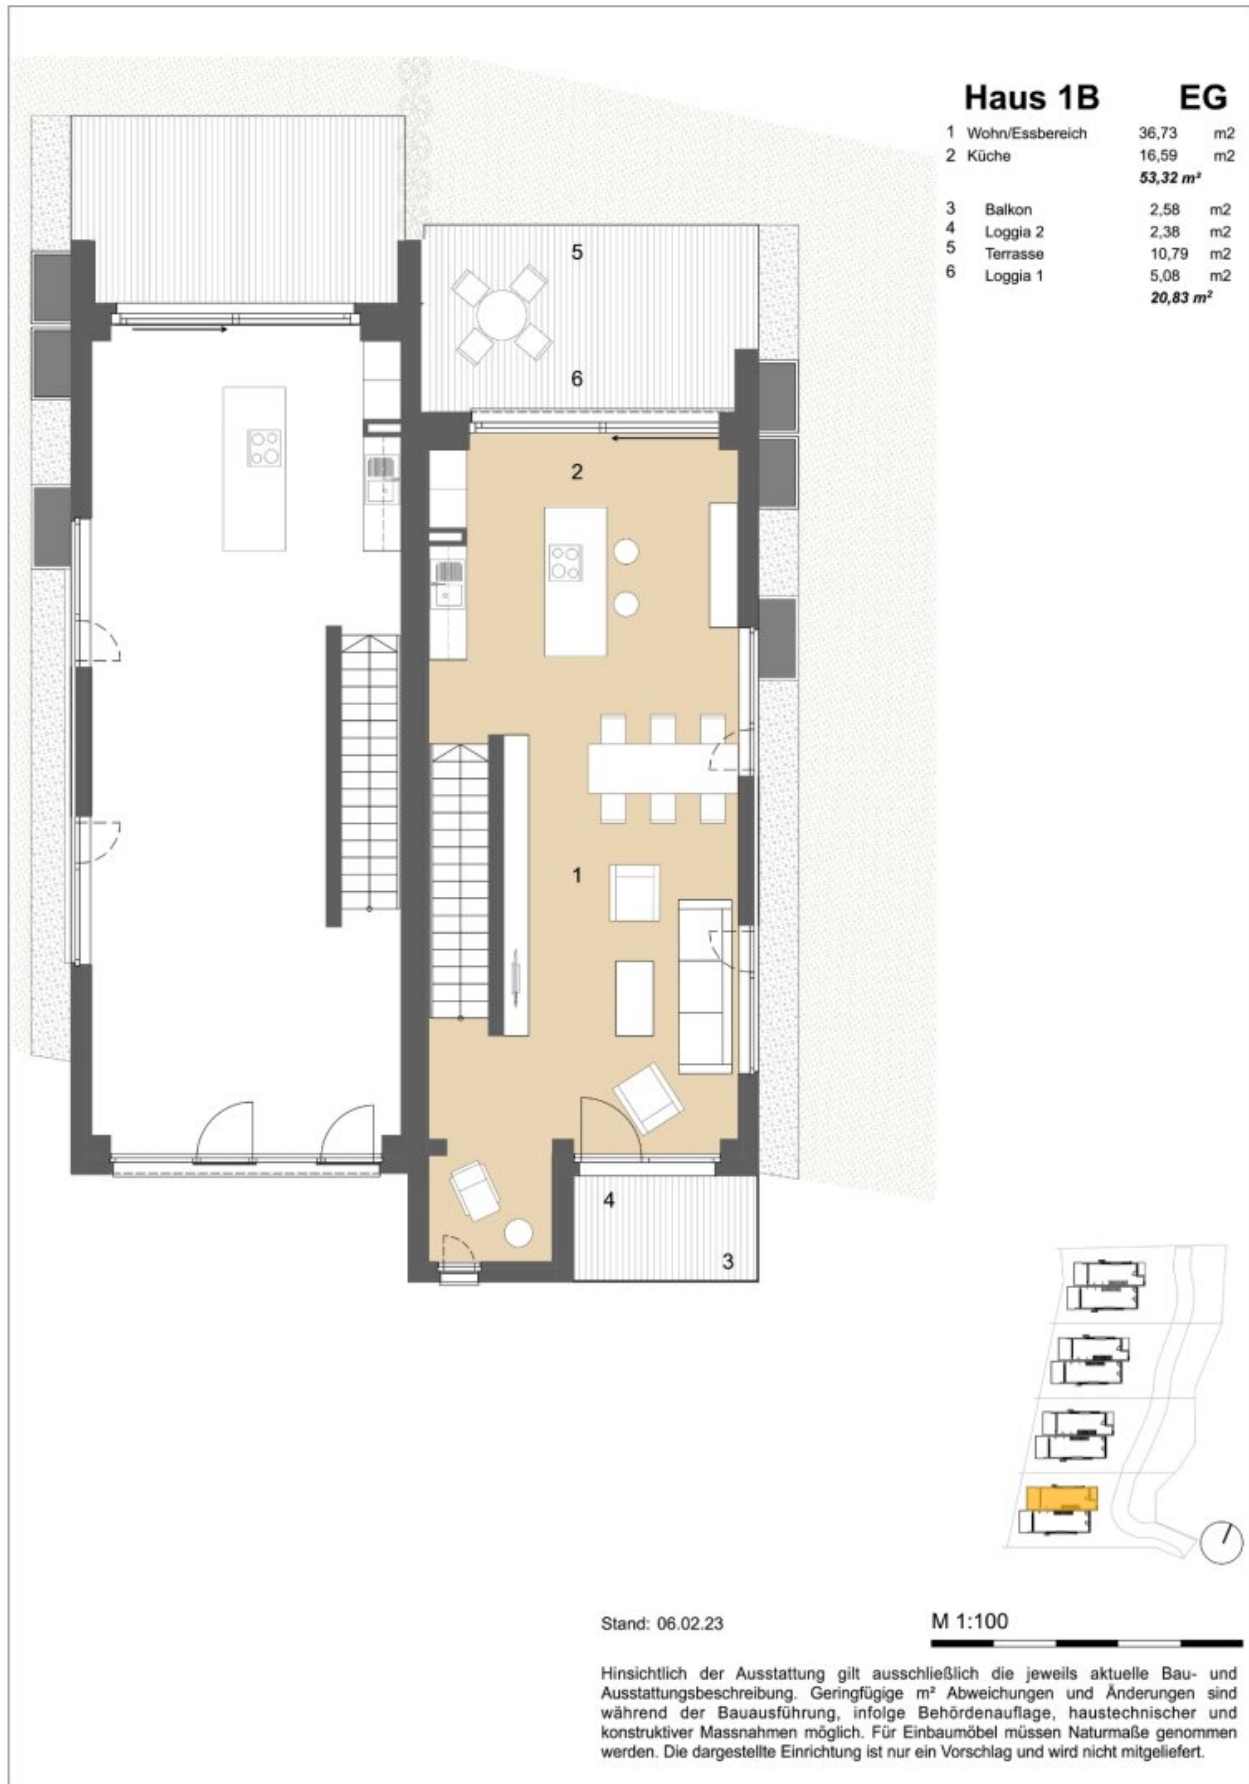 Haus 1B EG
1 Wohn/Essbereich 36,73 m2
2 Küche 16,59 m2
53,32 m²
3 Balkon 2,58 m2
4 Loggia 2 2,38 m2
5 Terrasse 10,79 m2
6 Loggia 1 5,08 m2
20,83 m²
5
6
2
1
4
3
Stand: 06.02.23
M 1:100
Hinsichtlich der Ausstattung gilt ausschließlich die jeweils aktuelle Bau- und
Ausstattungsbeschreibung. Geringfügige m² Abweichungen und Änderungen sind
während der Bauausführung, infolge Behördenauflage, haustechnischer und
konstruktiver Massnahmen möglich. Für Einbaumöbel müssen Naturmaße genommen
werden. Die dargestellte Einrichtung ist nur ein Vorschlag und wird nicht mitgeliefert.